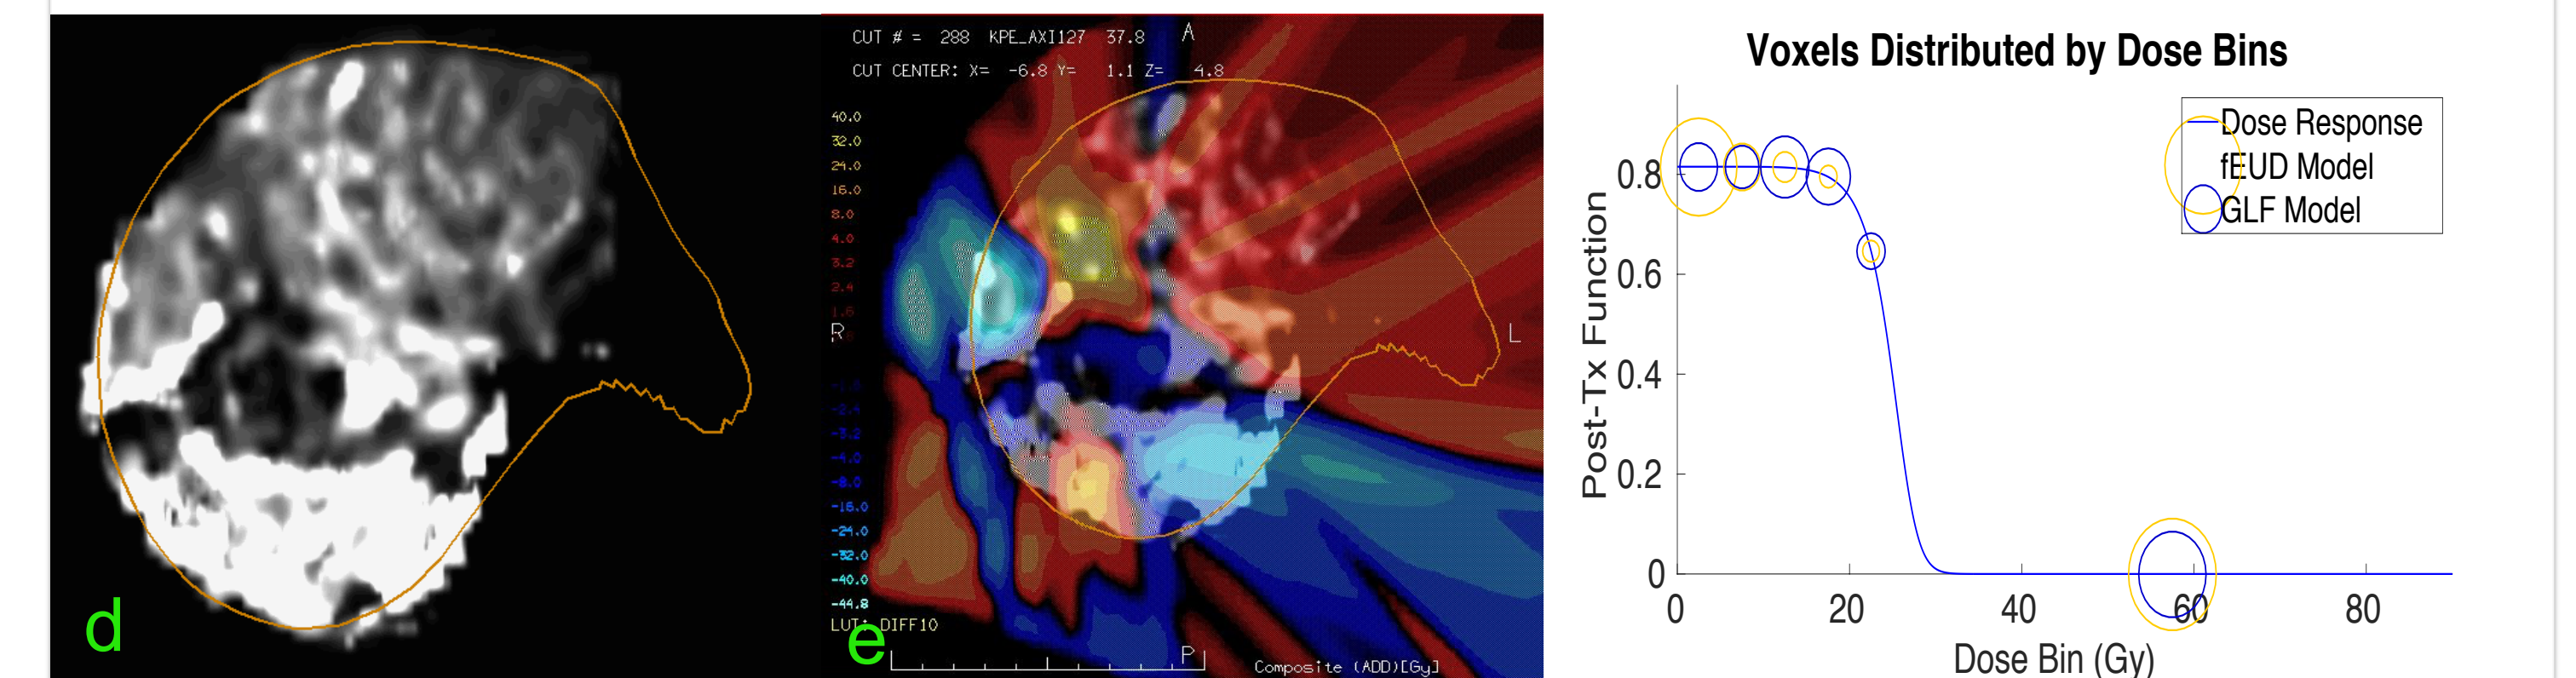 d
CUT # = 288 KPE_AXI127 37.8
A
CUT CENTER: X= -6.8 Y= 1.1 Z= 4.8
40.0
32.0
24.0
16.0
8.0
4.0
3.2
2.4
1.6
R
L
-2.4
-3.2
-4.0
-8.0
-16.0
-24.0
-32.0
-40.0
-44.8
LUT: DIFF10
e
P
Composite (ADD)[Gy]
Voxels Distributed by Dose Bins
Dose Response
fEUD Model
GLF Model
Post-Tx Function
0.8
0.6
0.4
0.2
0
0 20 40 60 80
Dose Bin (Gy)